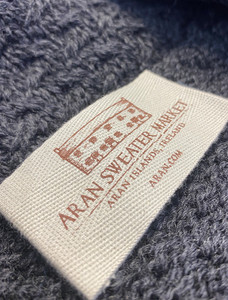 ARAN SWEATER MARKET
ARAN ISLANDS, IRELAND
ARAN.COM